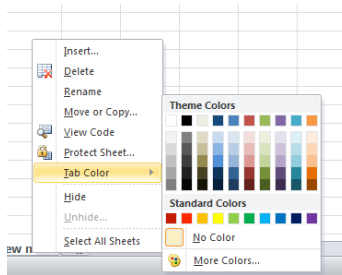 Insert...
Delete
Rename
Move or Copy...
View Code
Protect Sheet...
Tab Color
Hide
Unhide...
Select All Sheets
Theme Colors
Standard Colors
No Color
More Colors...